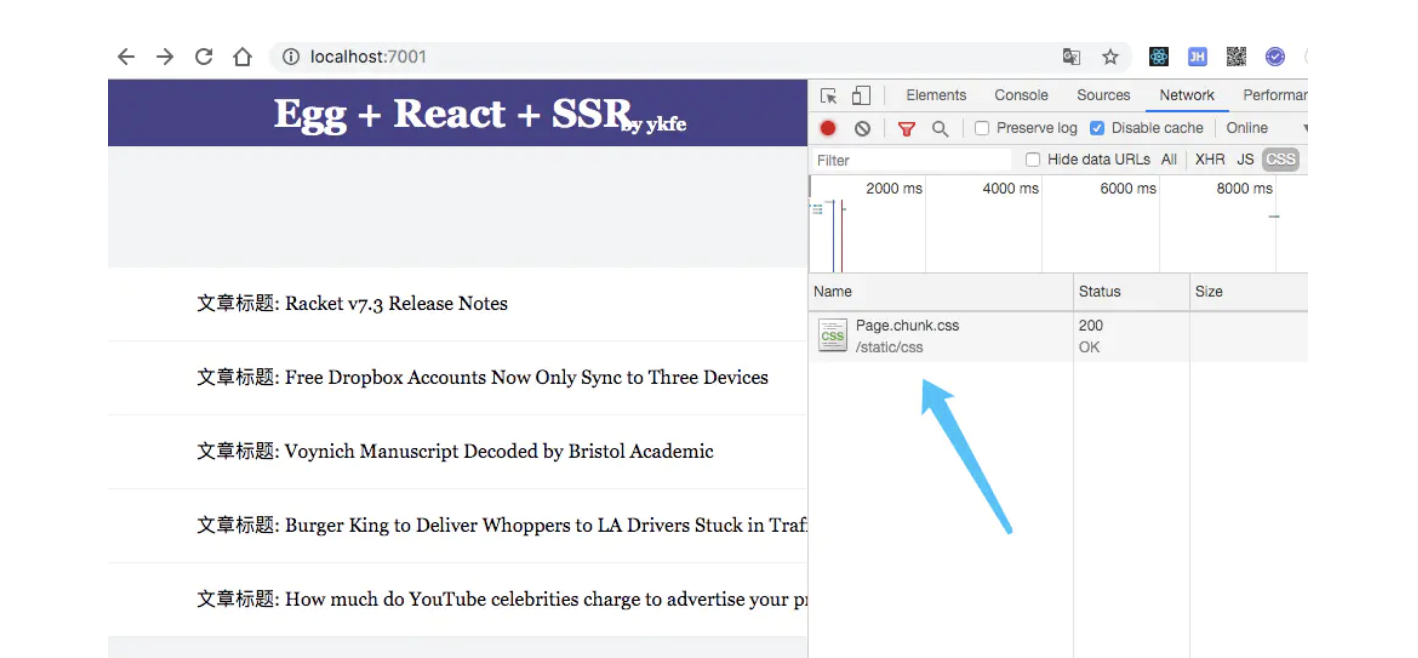 localhost:7001
Egg + React + SSR by ykfe
文章标题: Racket v7.3 Release Notes
文章标题: Free Dropbox Accounts Now Only Sync to Three Devices
文章标题: Voynich Manuscript Decoded by Bristol Academic
文章标题: Burger King to Deliver Whoppers to LA Drivers Stuck in Traf
文章标题: How much do YouTube celebrities charge to advertise your p
JH
Elements Console Sources Network Performar
Preserve log Disable cache Online
Filter Hide data URLs All XHR JS CSS
2000 ms 4000 ms 6000 ms 8000 ms
Name Status Size
CSS
Page.chunk.css 200
/static/css OK